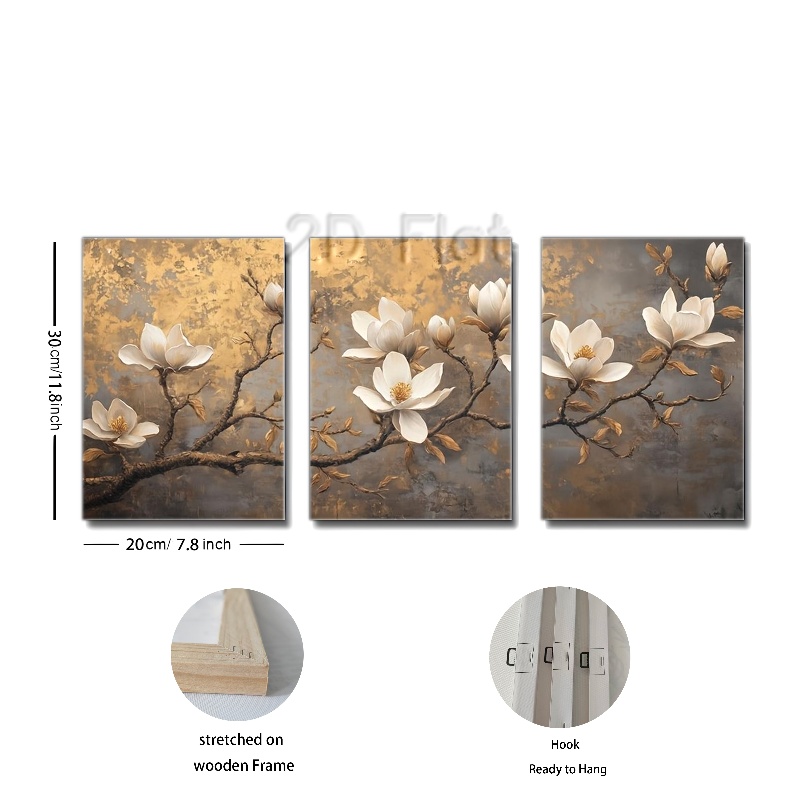 2D Flat
30cm/11.8inch
20cm/ 7.8 inch
stretched on
wooden Frame
Hook
Ready to Hang